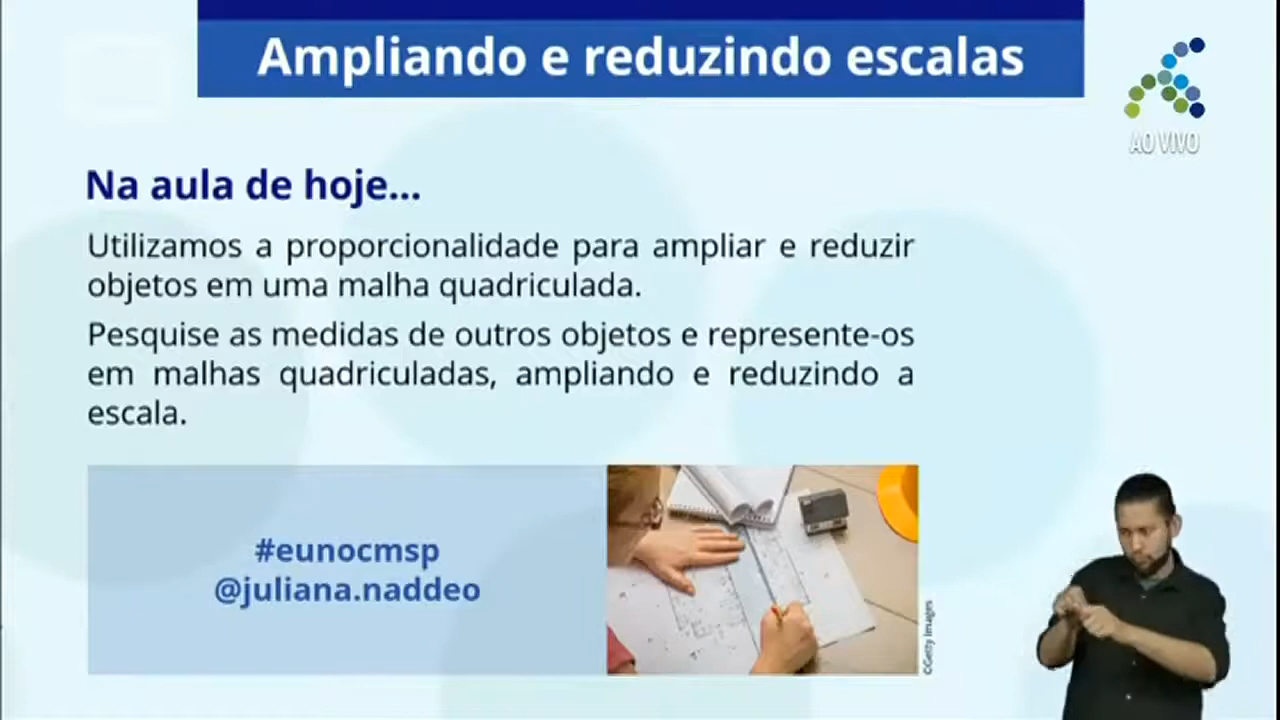 Ampliando e reduzindo escalas
AO VIVO
Na aula de hoje...
Utilizamos a proporcionalidade para ampliar e reduzir
objetos em uma malha quadriculada.
Pesquise as medidas de outros objetos e represente-os
em malhas quadriculadas, ampliando e reduzindo a
escala.
#eunocmsp
@juliana.naddeo
©Getty Images